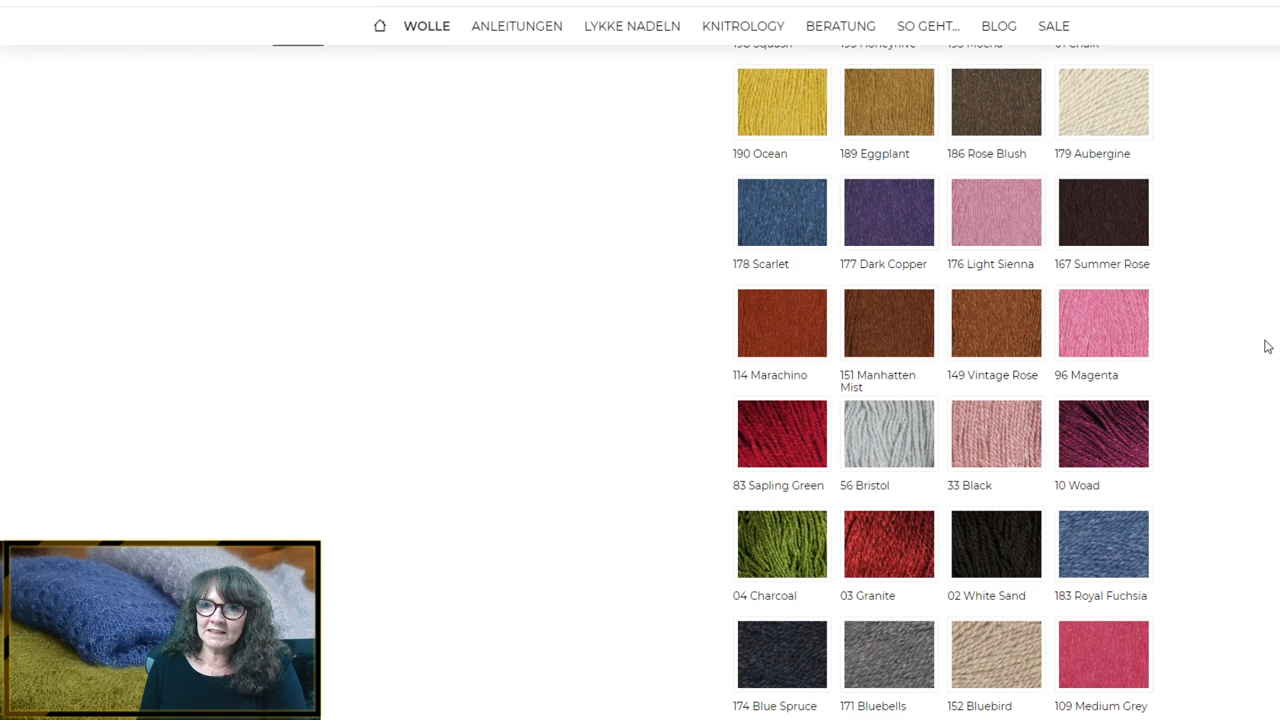 WOLLE ANLEITUNGEN LYKKE NADELN KNITROLOGY BERATUNG SO GEHT... BLOG SALE
190 Ocean 189 Eggplant 186 Rose Blush 179 Aubergine
178 Scarlet 177 Dark Copper 176 Light Sienna 167 Summer Rose
114 Marachino 151 Manhatten Mist 149 Vintage Rose 96 Magenta
83 Sapling Green 56 Bristol 33 Black 10 Woad
04 Charcoal 03 Granite 02 White Sand 183 Royal Fuchsia
174 Blue Spruce 171 Bluebells 152 Bluebird 109 Medium Grey